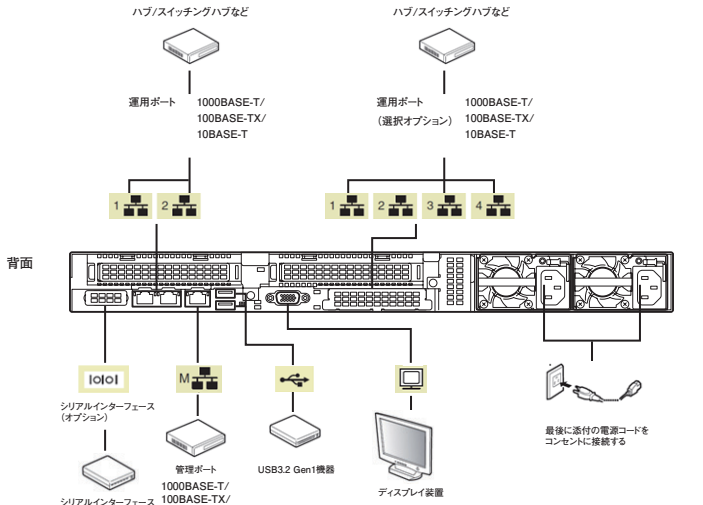 ハブ/スイッチングハブなど
ハブ/スイッチングハブなど
運用ポート
1000BASE-T/
100BASE-TX/
10BASE-T
運用ポート
(選択オプション)
1000BASE-T/
100BASE-TX/
10BASE-T
1
2
1
2
3
4
背面
M
シリアルインターフェース
(オプション)
管理ポート
1000BASE-T/
100BASE-TX/
シリアルインターフェース
USB3.2 Gen1機器
ディスプレイ装置
最後に添付の電源コードを
コンセントに接続する